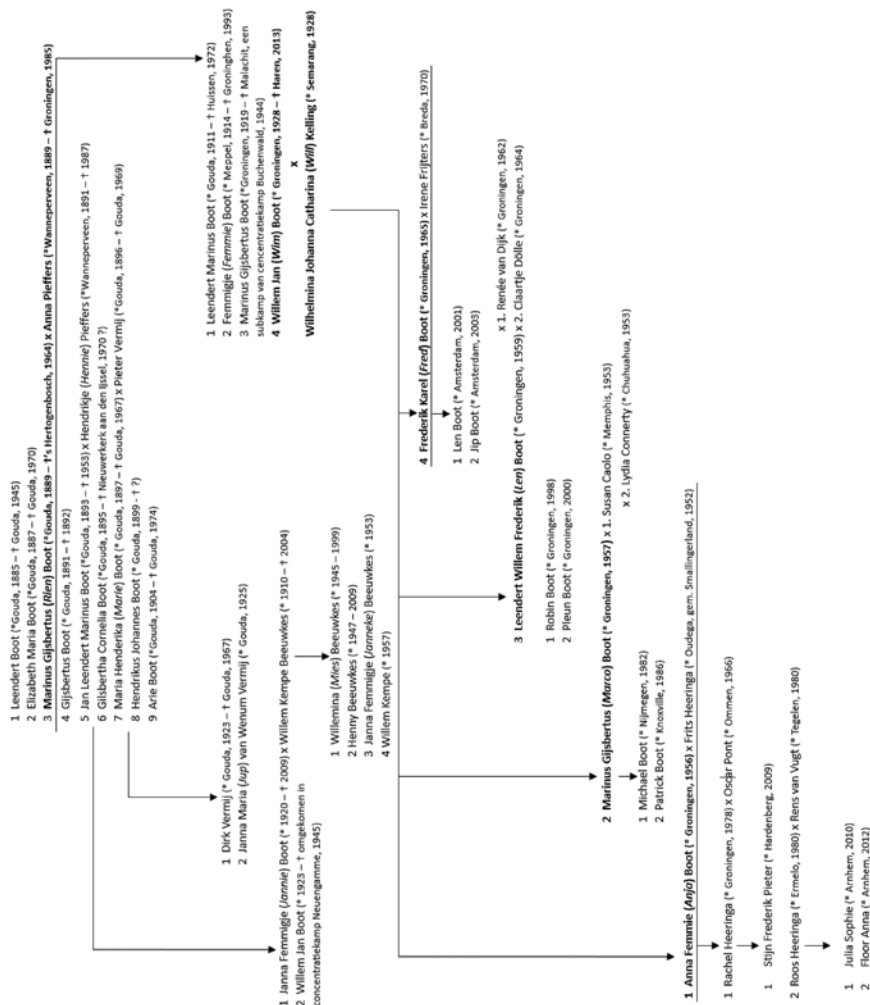 1 Leendert Boot (*Gouda, 1885 – † Gouda, 1945)
2 Elizabeth Maria Boot (*Gouda, 1887 – † Gouda, 1970)
3 Marinus Gijsbertus (Rien) Boot (*Gouda, 1889 – †'s Hertogenbosch, 1964) x Anna Pieffers (*Wanneperveen, 1889 – † Groningen, 1985)
4 Gijsbertus Boot (* Gouda, 1891 – † 1892)
5 Jan Leendert Marinus Boot (*Gouda, 1893 – † 1953) x Hendrikje (Hennie) Pieffers (*Wanneperveen, 1891 – † 1987)
6 Gilsbertha Cornelia Boot (*Gouda, 1895 – † Nieuwerkerk aan den Ijssel, 1970 ?)
7 Maria Henderika (Marie) Boot (* Gouda, 1897 – † Gouda, 1967) x Pieter Vermij (*Gouda, 1896 – † Gouda, 1969)
8 Hendrikus Johannes Boot (* Gouda, 1899 - † ?)
9 Arie Boot (*Gouda, 1904 – † Gouda, 1974)
1 Dirk Vermij (* Gouda, 1923 – † Gouda, 1967)
2 Janna Maria (Jup) van Wenum Vermij (* Gouda, 1925)
1 Janna Femmigje (Jannie) Boot (* 1920 – † 2009) x Willem Kempe Beeuwkes (* 1910 – † 2004)
2 Willem Jan Boot (* 1923 – † omgekomen in
concentratiekamp Neuengamme, 1945)
1 Willemina (Mies) Beeuwkes (* 1945 – 1999)
2 Henny Beeuwkes (* 1947 – 2009)
3 Janna Femmigje (Janneke) Beeuwkes (* 1953)
4 Willem Kempe (* 1957)
1 Leendert Marinus Boot (* Gouda, 1911 – † Huissen, 1972)
2 Femmigje (Femmie) Boot (* Meppel, 1914 – † Groninghen, 1993)
3 Marinus Gijsbertus Boot (*Groningen, 1919 – † Malachit, een
subkamp van cencentratiekamp Buchenwald, 1944)
4 Willem Jan (Wim) Boot (* Groningen, 1928 – † Haren, 2013)
x
Wilhelmina Johanna Catharina (Will) Kelling (* Semarang, 1928)
4 Frederik Karel (Fred) Boot (* Groningen, 1965) x Irene Frijters (* Breda, 1970)
1 Len Boot (* Amsterdam, 2001)
2 Jip Boot (* Amsterdam, 2003)
x 1. Renée van Dijk (* Groningen, 1962)
3 Leendert Willem Frederik (Len) Boot (* Groningen, 1959) x 2. Claartje Dölle (* Groningen, 1964)
1 Robin Boot (* Groningen, 1998)
2 Pleun Boot (* Groningen, 2000)
2 Marinus Gijsbertus (Marco) Boot (* Groningen, 1957) x 1. Susan Caolo (* Memphis, 1953)
x 2. Lydia Connerty (* Chuhuahua, 1953)
1 Michael Boot (* Nijmegen, 1982)
2 Patrick Boot (* Knoxville, 1986)
1 Anna Femmie (Anja) Boot (* Groningen, 1956) x Frits Heeringa (* Oudega, gem. Smallingerland, 1952)
1 Rachel Heeringa (* Groningen, 1978) x Oscar Pont (* Ommen, 1966)
1 Stijn Frederik Pieter (* Hardenberg, 2009)
2 Roos Heeringa (* Ermelo, 1980) x Rens van Vugt (* Tegelen, 1980)
1 Julia Sophie (* Arnhem, 2010)
2 Floor Anna (* Arnhem, 2012)